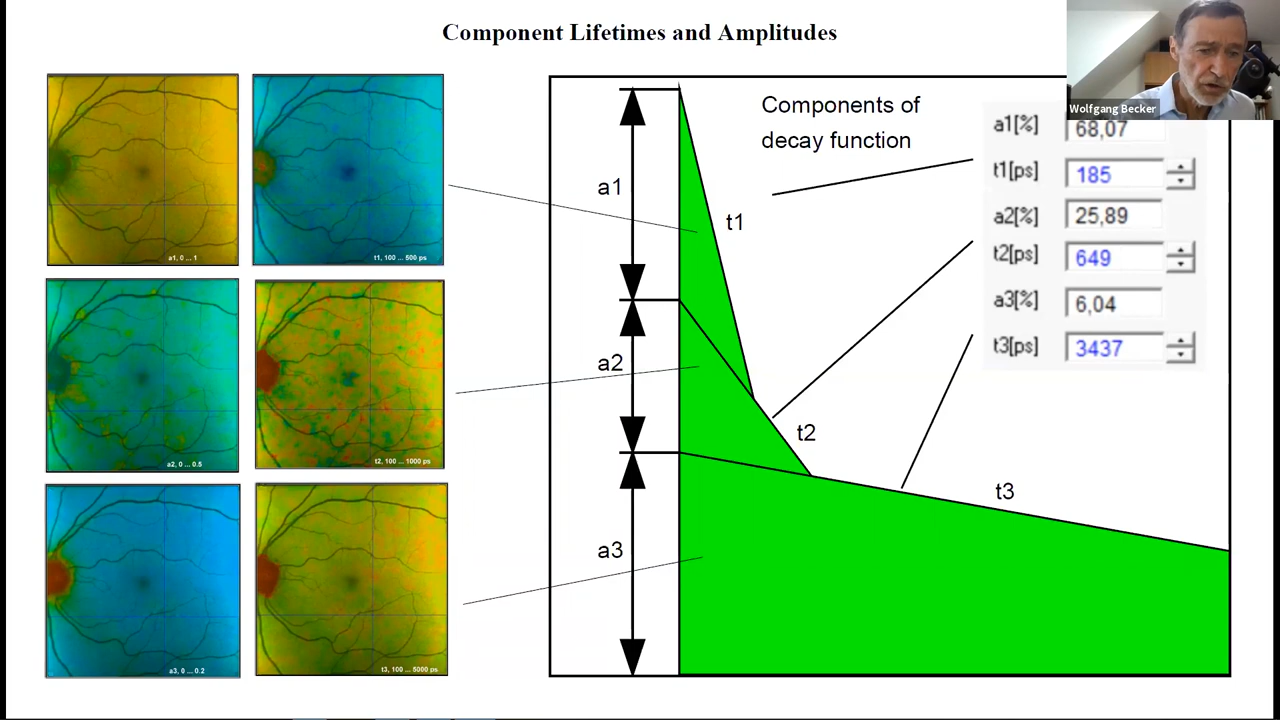 Component Lifetimes and Amplitudes
Wolfgang Becker
a1, 0 ... 1
t1, 100 ... 500 ps
a2, 0 ... 0.5
t2, 100 ... 1000 ps
a3, 0 ... 0.2
t3, 100 ... 5000 ps
Components of
decay function
a1
t1
a2
t2
a3
t3
a1[%] 68,07
t1[ps] 185
a2[%] 25,89
t2[ps] 649
a3[%] 6,04
t3[ps] 3437